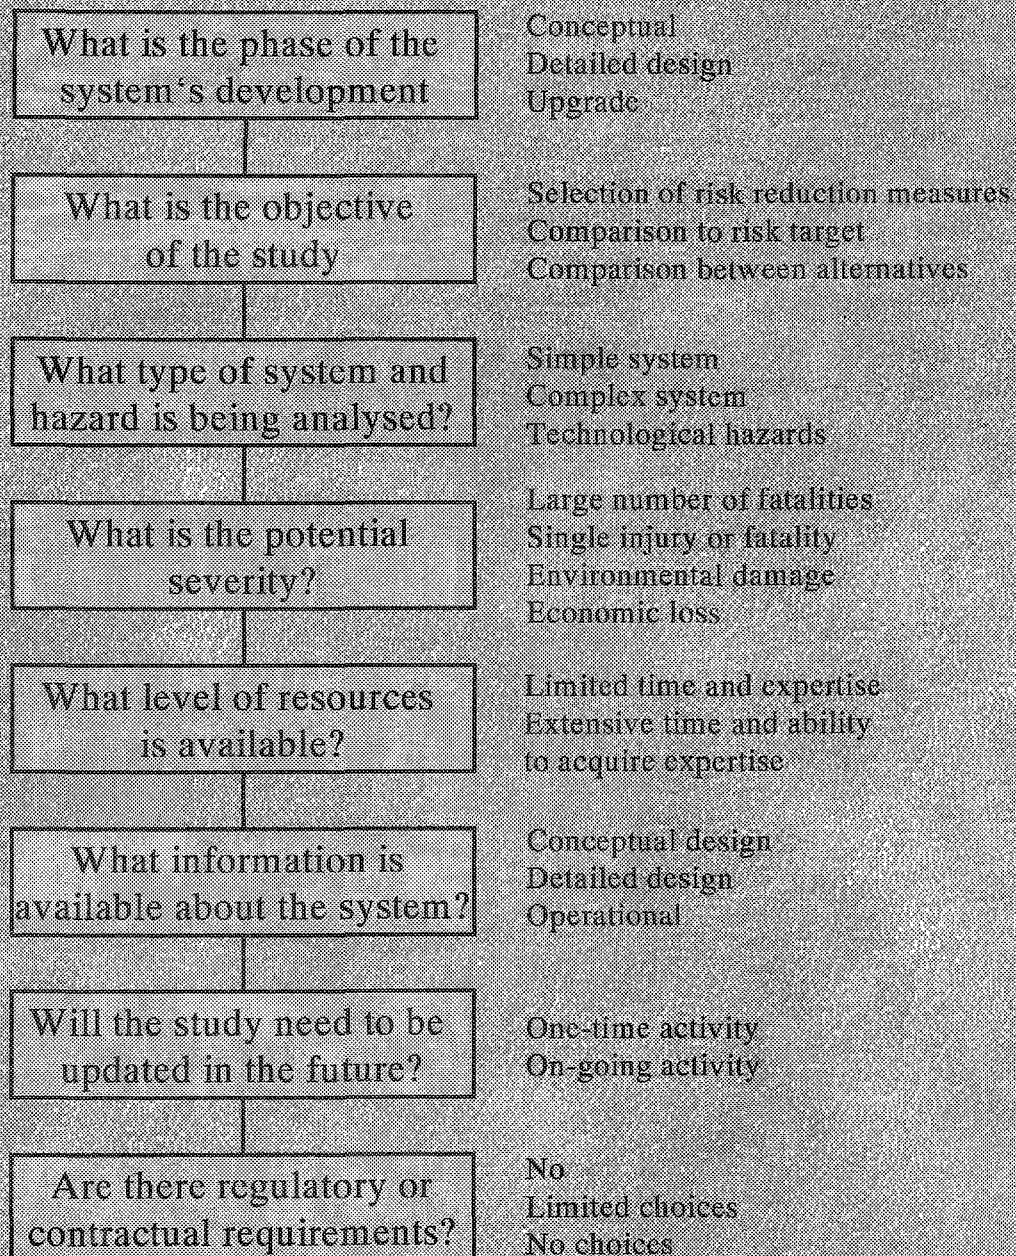 What is the phase of the
system‘s development
Conceptual
Detailed design
Upgrade
What is the objective
of the study
Selection of risk reduction measures
Comparison to risk target
Comparison between alternatives
What type of system and
hazard is being analysed?
Simple system
Complex system
Technological hazards
What is the potential
severity?
Large number of fatalities
Single injury or fatality
Environmental damage
Economic loss
What level of resources
is available?
Limited time and expertise
Extensive time and ability
to acquire expertise
What information is
available about the system?
Conceptual design
Detailed design
Operational
Will the study need to be
updated in the future?
One-time activity
On-going activity
Are there regulatory or
contractual requirements?
No
Limited choices
No choices